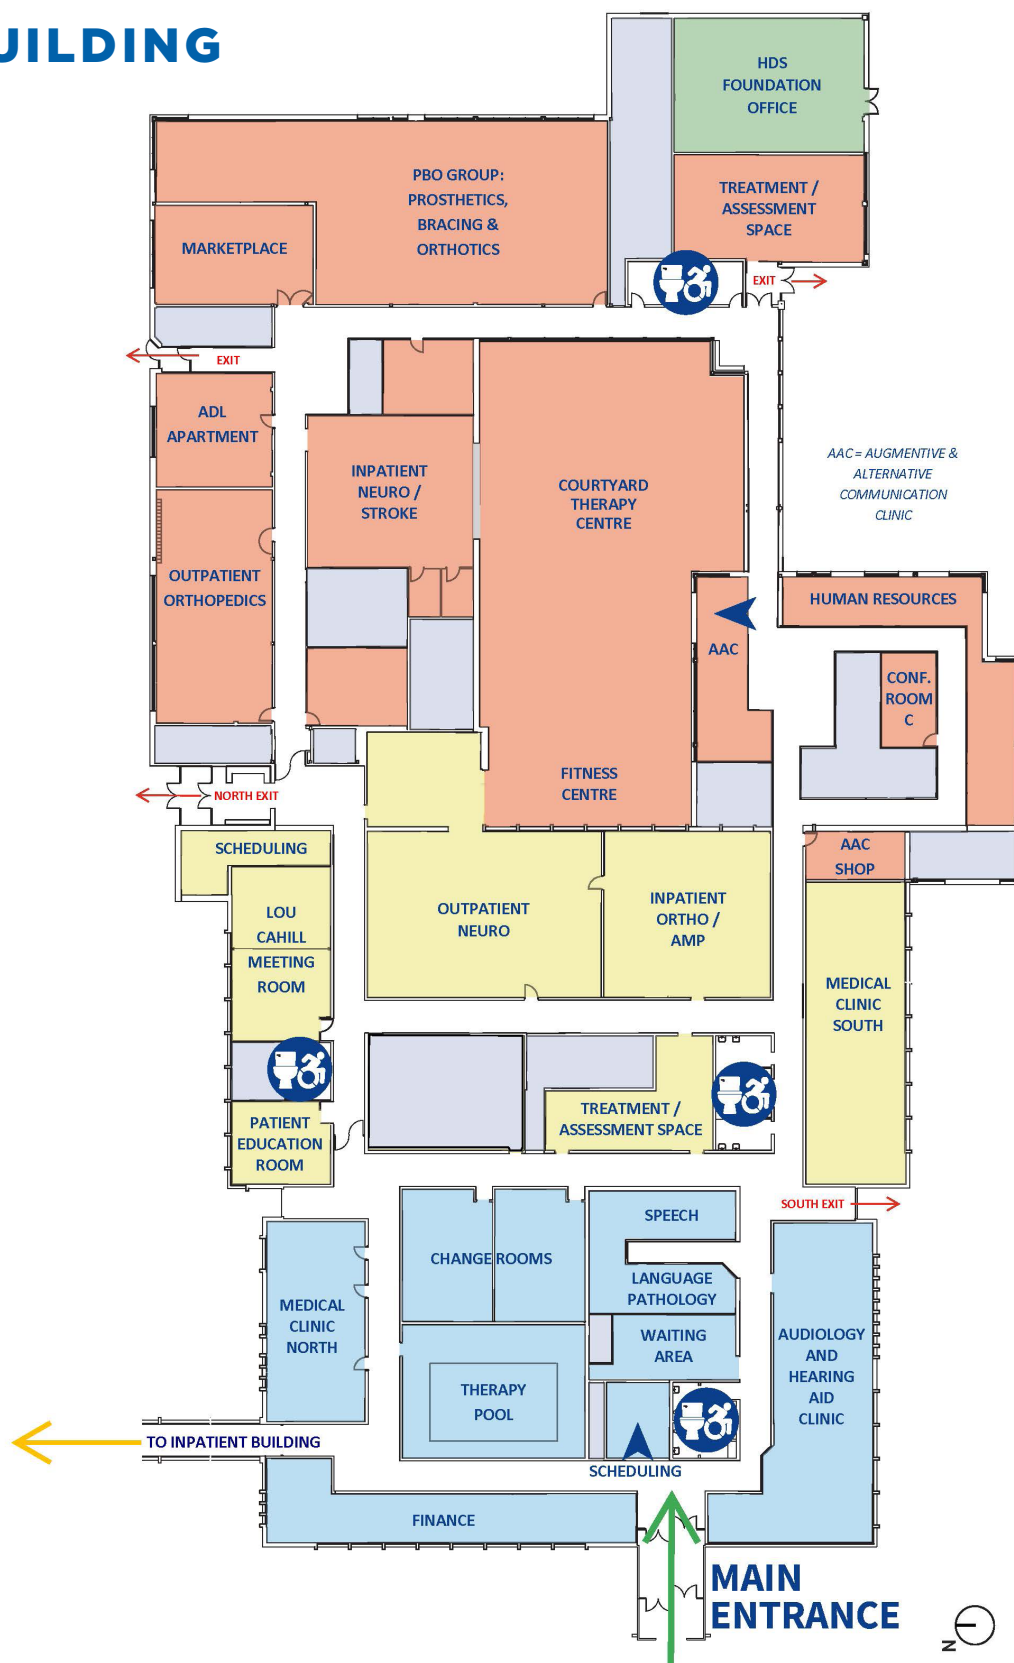 UILDING
HDS
FOUNDATION
OFFICE
PBO GROUP:
PROSTHETICS,
BRACING &
ORTHOTICS
TREATMENT /
ASSESSMENT
SPACE
MARKETPLACE
EXIT
EXIT
ADL
APARTMENT
INPATIENT
NEURO /
STROKE
COURTYARD
THERAPY
CENTRE
AAC = AUGMENTIVE &
ALTERNATIVE
COMMUNICATION
CLINIC
OUTPATIENT
ORTHOPEDICS
HUMAN RESOURCES
AAC
CONF.
ROOM
C
FITNESS
CENTRE
NORTH EXIT
SCHEDULING
AAC
SHOP
LOU
CAHILL
MEETING
ROOM
OUTPATIENT
NEURO
INPATIENT
ORTHO /
AMP
MEDICAL
CLINIC
SOUTH
PATIENT
EDUCATION
ROOM
TREATMENT /
ASSESSMENT SPACE
SOUTH EXIT
SPEECH
LANGUAGE
PATHOLOGY
CHANGE ROOMS
MEDICAL
CLINIC
NORTH
WAITING
AREA
AUDIOLOGY
AND
HEARING
AID
CLINIC
THERAPY
POOL
TO INPATIENT BUILDING
SCHEDULING
FINANCE
MAIN
ENTRANCE
N